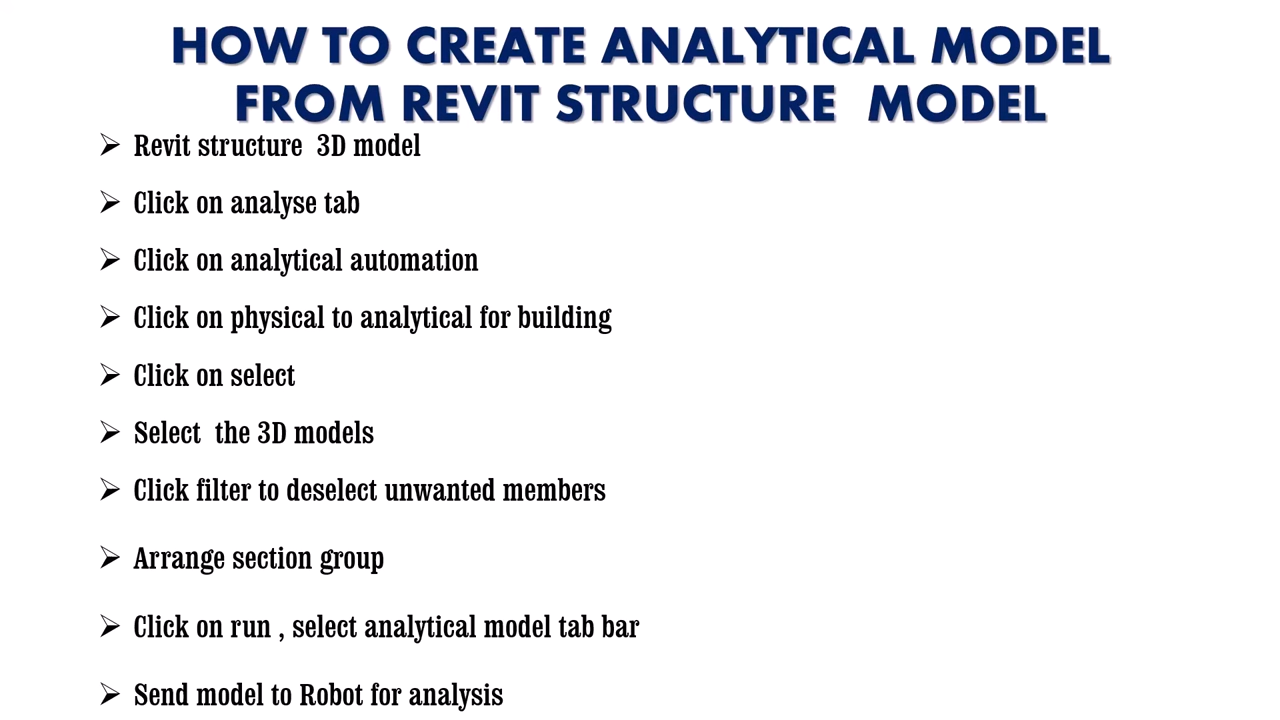 HOW TO CREATE ANALYTICAL MODEL
FROM REVIT STRUCTURE MODEL
Revit structure 3D model
Click on analyse tab
Click on analytical automation
Click on physical to analytical for building
Click on select
Select the 3D models
Click filter to deselect unwanted members
Arrange section group
Click on run , select analytical model tab bar
Send model to Robot for analysis